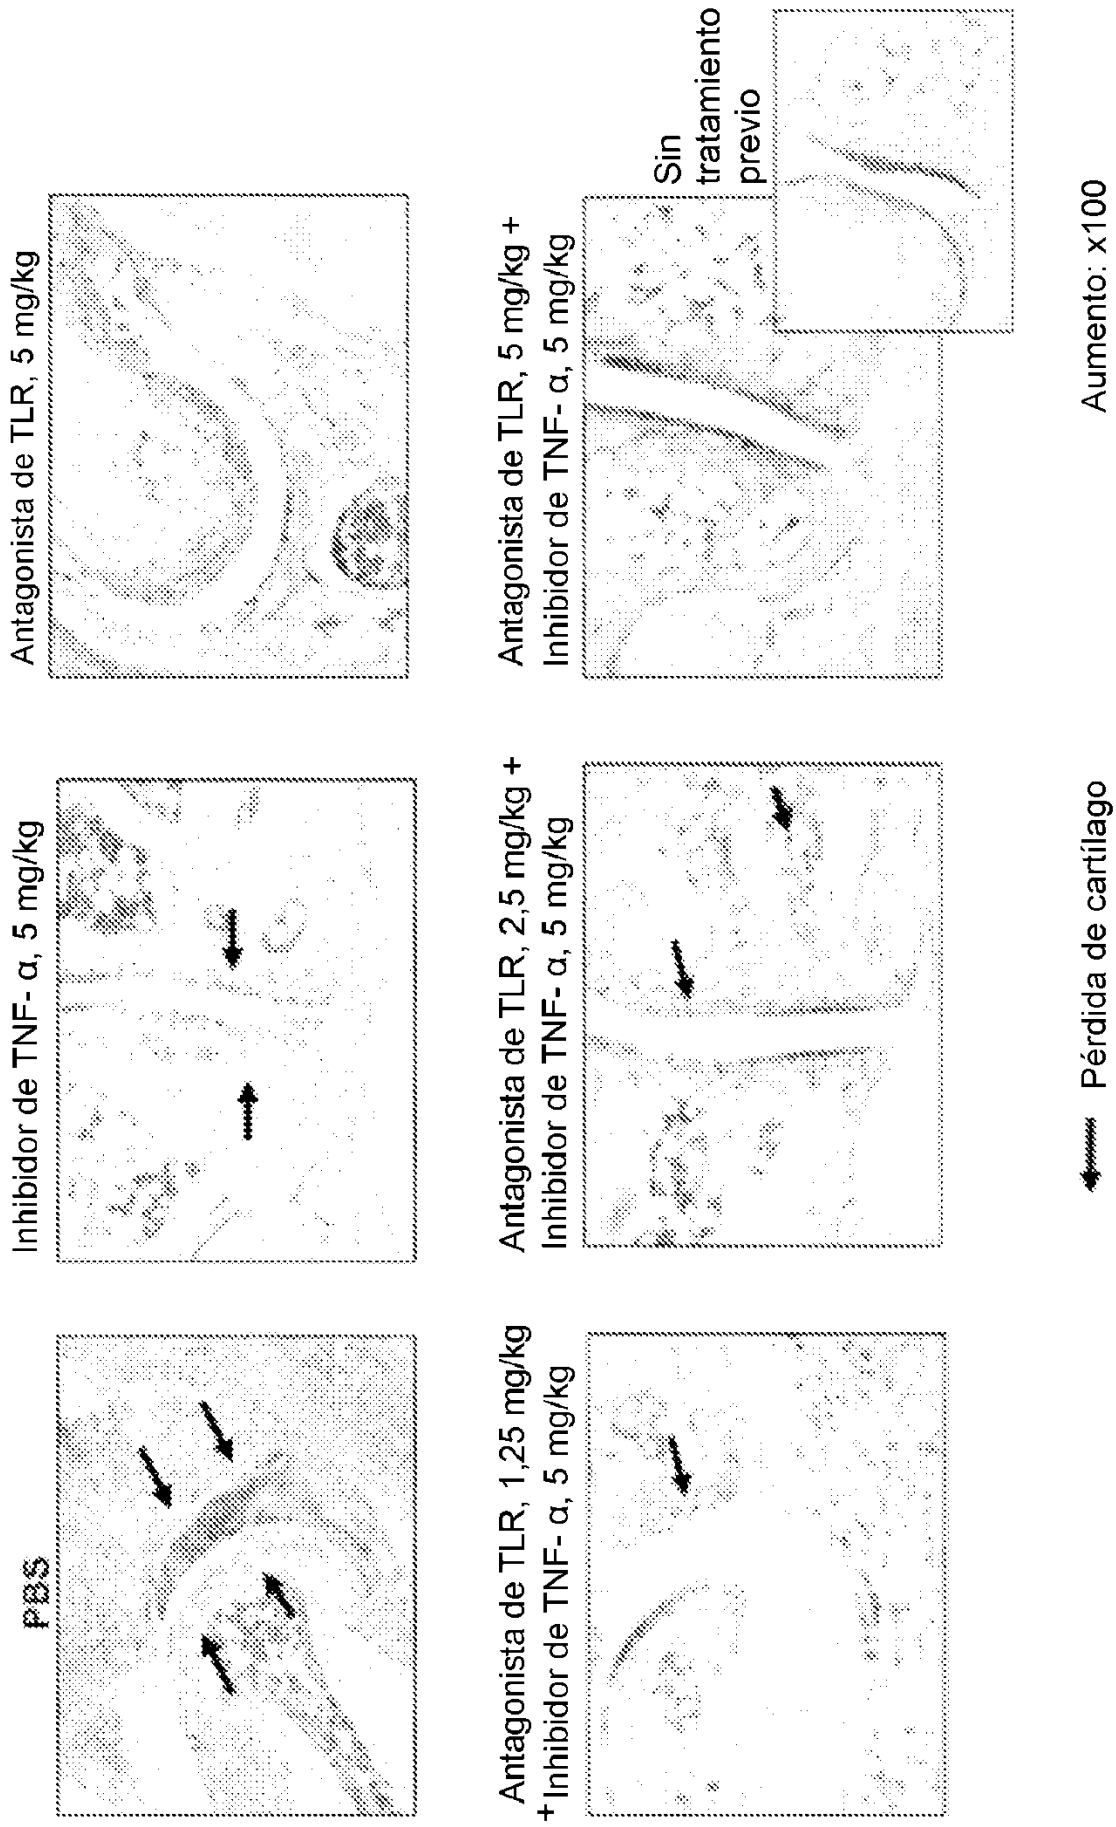 PBS
Inhibidor de TNF- α, 5 mg/kg
Antagonista de TLR, 5 mg/kg
Antagonista de TLR, 1,25 mg/kg
+ Inhibidor de TNF- α, 5 mg/kg
Antagonista de TLR, 2,5 mg/kg +
Inhibidor de TNF- α, 5 mg/kg
Antagonista de TLR, 5 mg/kg +
Inhibidor de TNF- α, 5 mg/kg
Sin
tratamiento
previo
Pérdida de cartílago
Aumento: x100